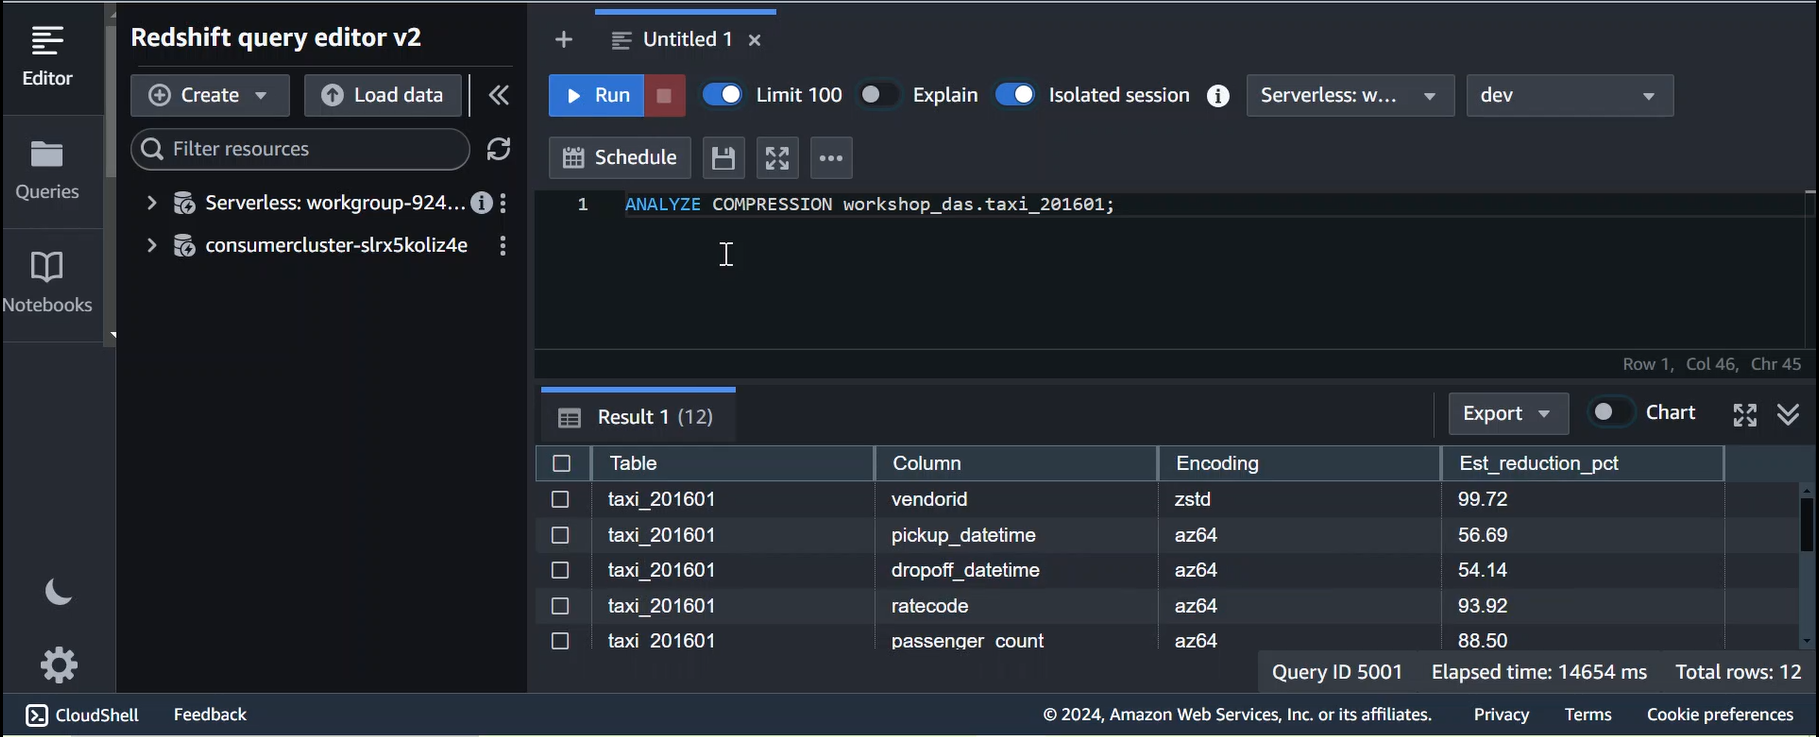 Editor
Queries
Notebooks
Redshift query editor v2
Create
Load data
Filter resources
Serverless: workgroup-924...
consumercluster-slrx5koliz4e
Untitled 1
Run
Limit 100
Explain
Isolated session
Serverless: w...
dev
Schedule
1 ANALYZE COMPRESSION workshop_das.taxi_201601;
Row 1, Col 46, Chr 45
Result 1 (12)
Export
Chart
Table Column Encoding Est_reduction_pct
taxi_201601 vendorid zstd 99.72
taxi_201601 pickup_datetime az64 56.69
taxi_201601 dropoff_datetime az64 54.14
taxi_201601 ratecode az64 93.92
taxi_201601 passenger_count az64 88.50
Query ID 5001 Elapsed time: 14654 ms Total rows: 12
CloudShell Feedback © 2024, Amazon Web Services, Inc. or its affiliates. Privacy Terms Cookie preferences